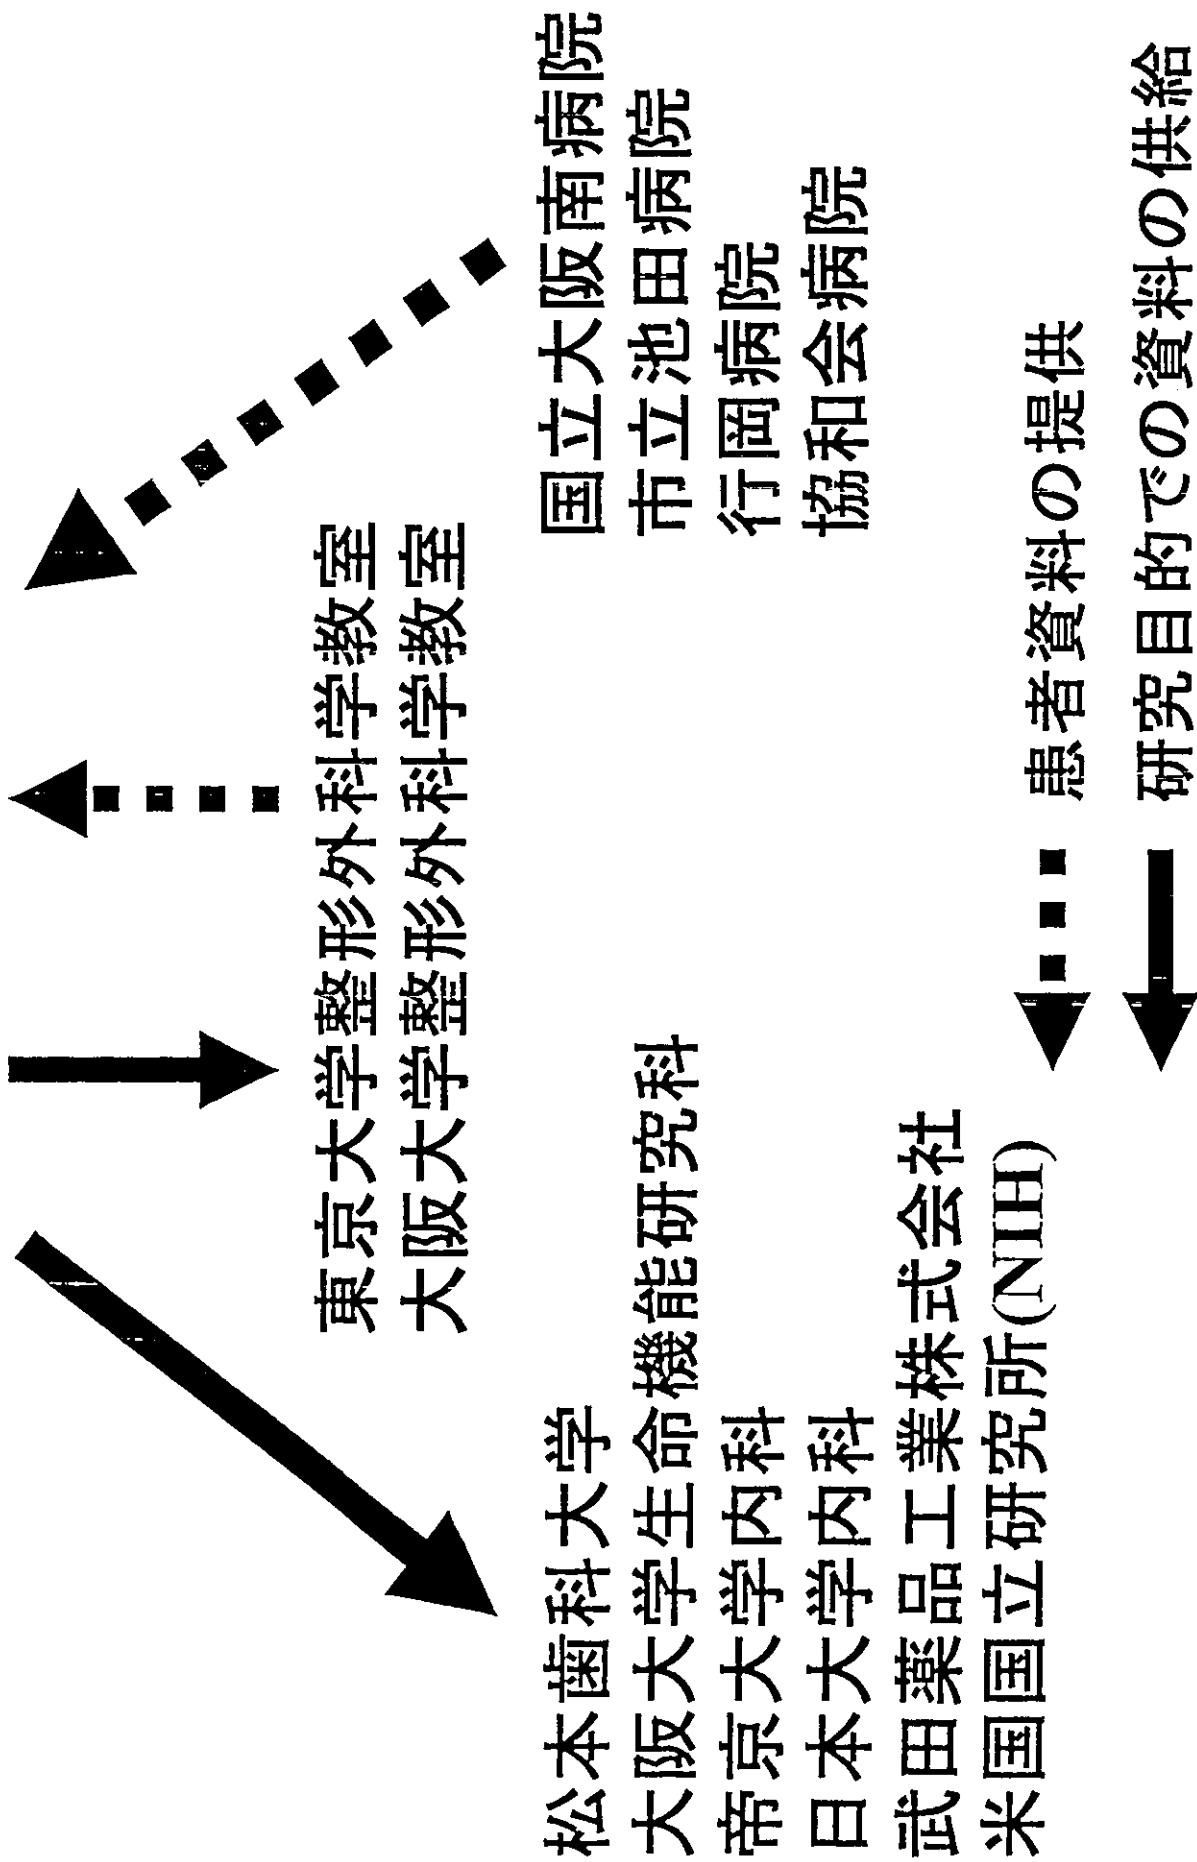 東京大学整形外科学教室
大阪大学整形外科学教室
松本歯科大学
大阪大学生命機能研究科
帝京大学内科
日本大学内科
武田薬品工業株式会社
米国国立研究所(NIH)
国立大阪南病院
市立池田病院
行岡病院
協和会病院
患者資料の提供
研究目的での資料の供給